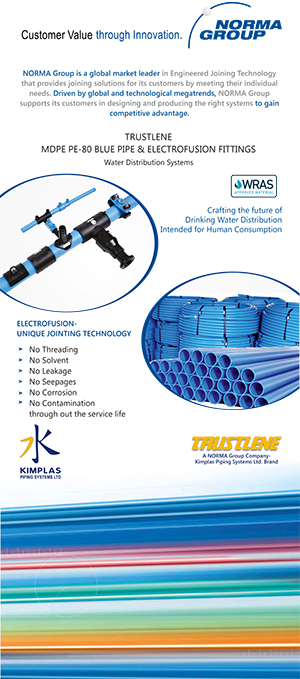 Customer Value through Innovation.
NORMA
GROUP
NORMA Group is a global market leader in Engineered Joining Technology
that provides joining solutions for its customers by meeting their individual
needs. Driven by global and technological megatrends, NORMA Group
supports its customers in designing and producing the right systems to gain
competitive advantage.
TRUSTLENE
MDPE PE-80 BLUE PIPE & ELECTROFUSION FITTINGS
Water Distribution Systems
WRAS
APPROVED MATERIAL
Crafting the future of
Drinking Water Distribution
Intended for Human Consumption
ELECTROFUSION-
UNIQUE JOINTING TECHNOLOGY
➤ No Threading
➤ No Solvent
➤ No Leakage
➤ No Seepages
➤ No Corrosion
➤ No Contamination
through out the service life
水
KIMPLAS
PIPING SYSTEMS LTD
TRUSTLENE
A NORMA Group Company-
Kimplas Piping Systems Ltd. Brand